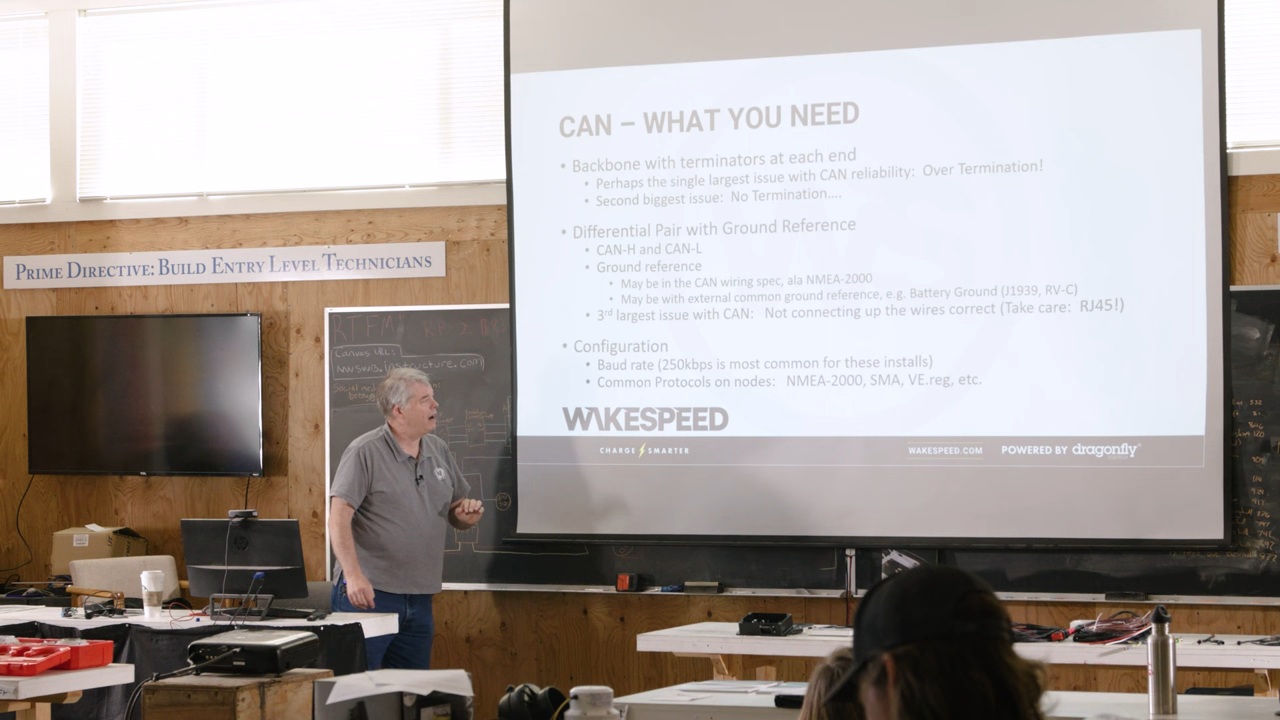 CAN – WHAT YOU NEED
• Backbone with terminators at each end
• Perhaps the single largest issue with CAN reliability: Over Termination!
• Second biggest issue: No Termination....
• Differential Pair with Ground Reference
• CAN-H and CAN-L
• Ground reference
• May be in the CAN wiring spec, ala NMEA-2000
• May be with external common ground reference, e.g. Battery Ground (J1939, RV-C)
• 3rd largest issue with CAN: Not connecting up the wires correct (Take care: RJ45!)
• Configuration
• Baud rate (250kbps is most common for these installs)
• Common Protocols on nodes: NMEA-2000, SMA, VE.reg, etc.
WAKESPEED
CHARGE SMARTER
WAKESPEED.COM
POWERED BY dragonfly
PRIME DIRECTIVE: BUILD ENTRY LEVEL TECHNICIANS
RTFM
Canvas URL: